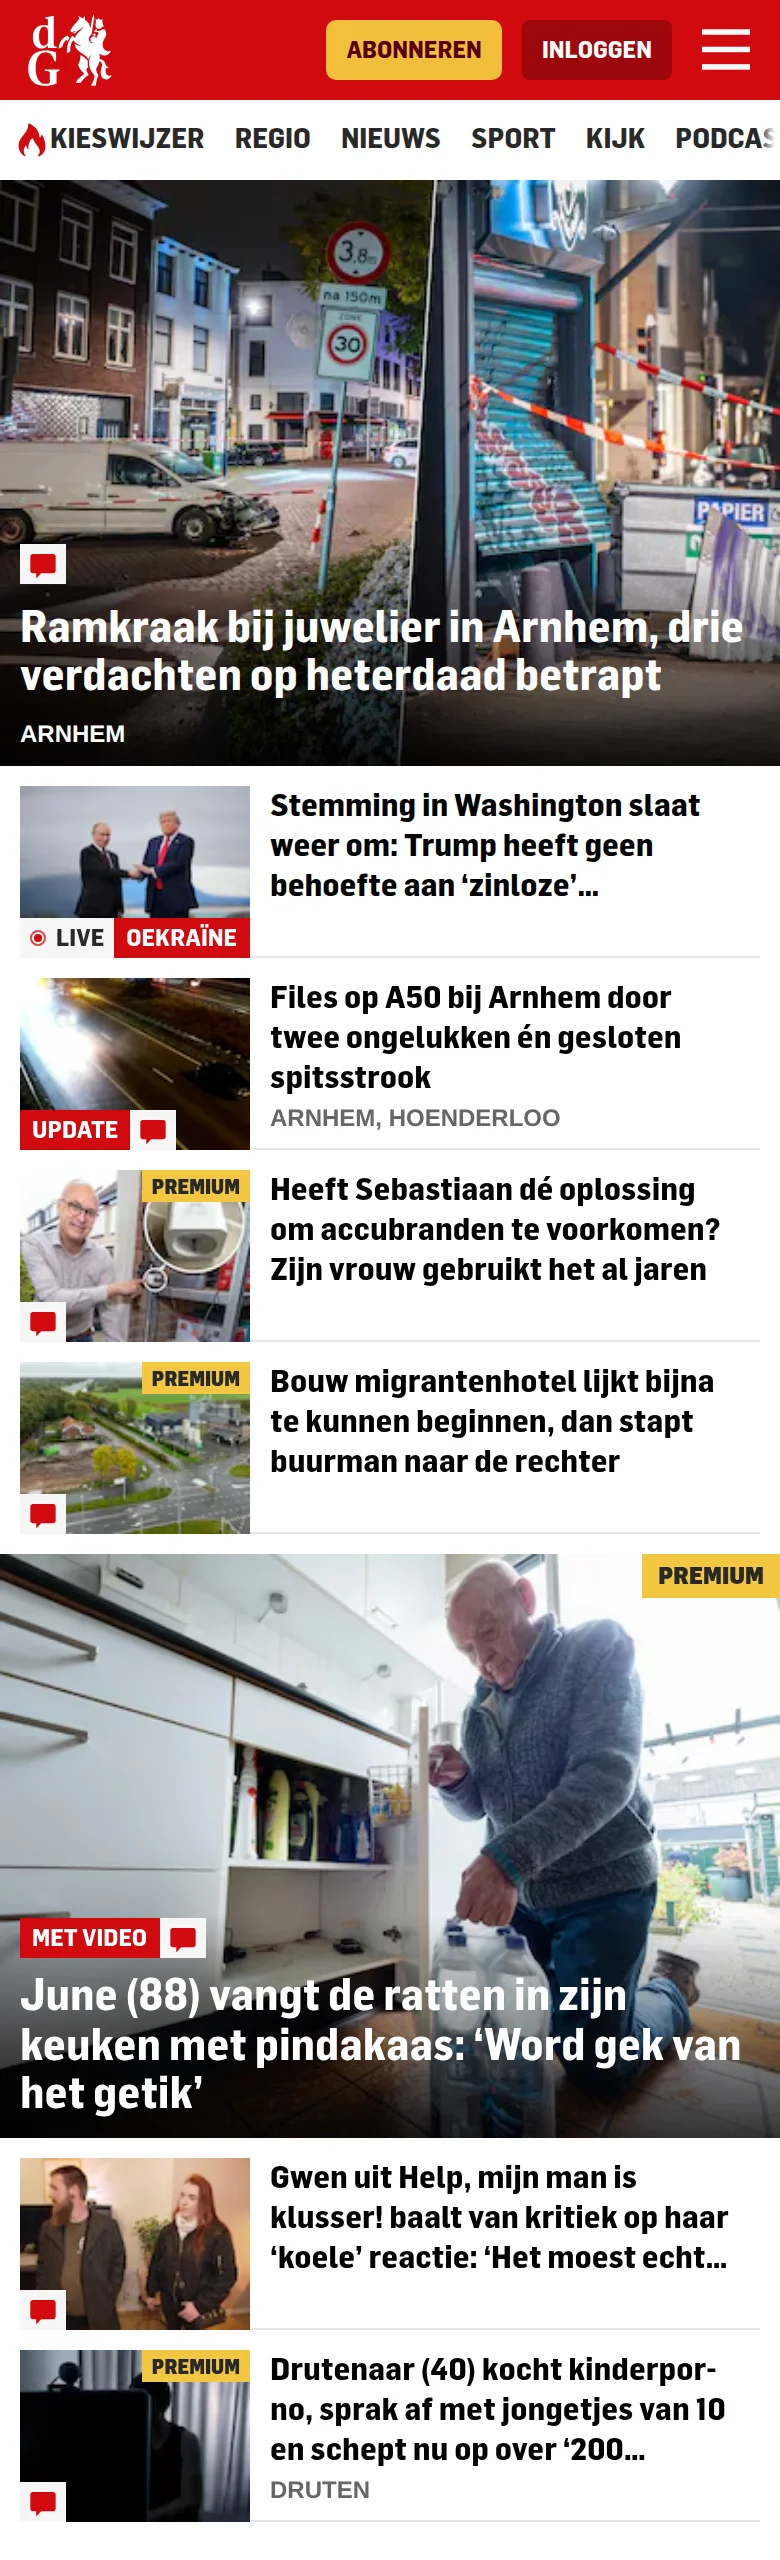 dG
ABONNEREN
INLOGGEN
KIESWIJZER REGIO NIEUWS SPORT KIJK PODCAS
3,8m
na 150m
ZONE
30
PAPIER
Ramkraak bij juwelier in Arnhem, drie
verdachten op heterdaad betrapt
ARNHEM
Stemming in Washington slaat
weer om: Trump heeft geen
behoefte aan ‘zinloze’...
LIVE OEKRAÏNE
Files op A50 bij Arnhem door
twee ongelukken én gesloten
spitsstrook
ARNHEM, HOENDERLOO
UPDATE
PREMIUM
Heeft Sebastiaan dé oplossing
om accubranden te voorkomen?
Zijn vrouw gebruikt het al jaren
PREMIUM
Bouw migrantenhotel lijkt bijna
te kunnen beginnen, dan stapt
buurman naar de rechter
PREMIUM
MET VIDEO
June (88) vangt de ratten in zijn
keuken met pindakaas: ‘Word gek van
het getik’
Gwen uit Help, mijn man is
klusser! baalt van kritiek op haar
‘koele’ reactie: ‘Het moest echt...
PREMIUM
Drutenaar (40) kocht kinderpor-
no, sprak af met jongetjes van 10
en schept nu op over ‘200...
DRUTEN